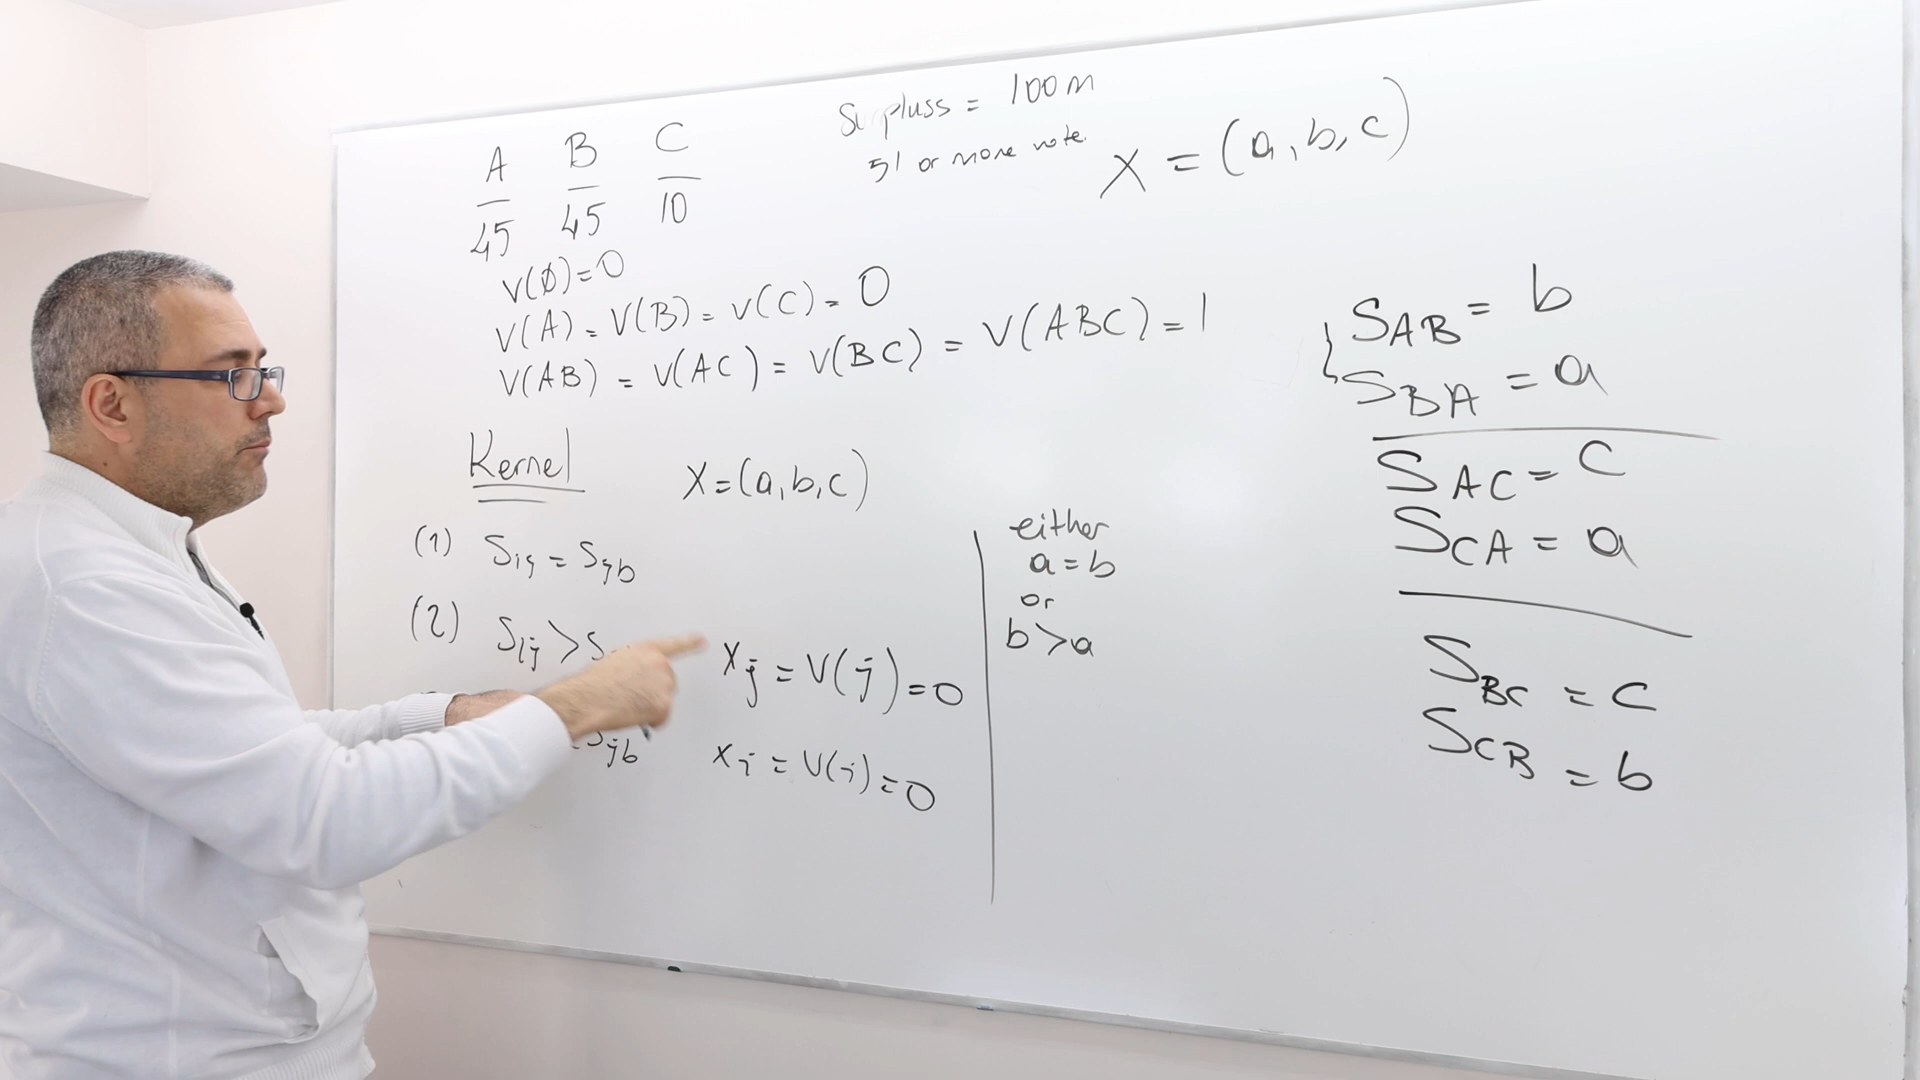 A B C
45 45 10
Surpluss = 100m
51 or more vote.
X = (a, b, c)
V(∅) = 0
V(A) = V(B) = V(C) = 0
V(AB) = V(AC) = V(BC) = V(ABC) = 1
Kernel
X = (a, b, c)
(1) Sij = Sjb
(2) Sij > S
xj = V(j) = 0
Sjb
xi = V(i) = 0
either
a = b
or
b > a
SAB = b
SBA = a
SAC = c
SCA = a
SBC = c
SCB = b